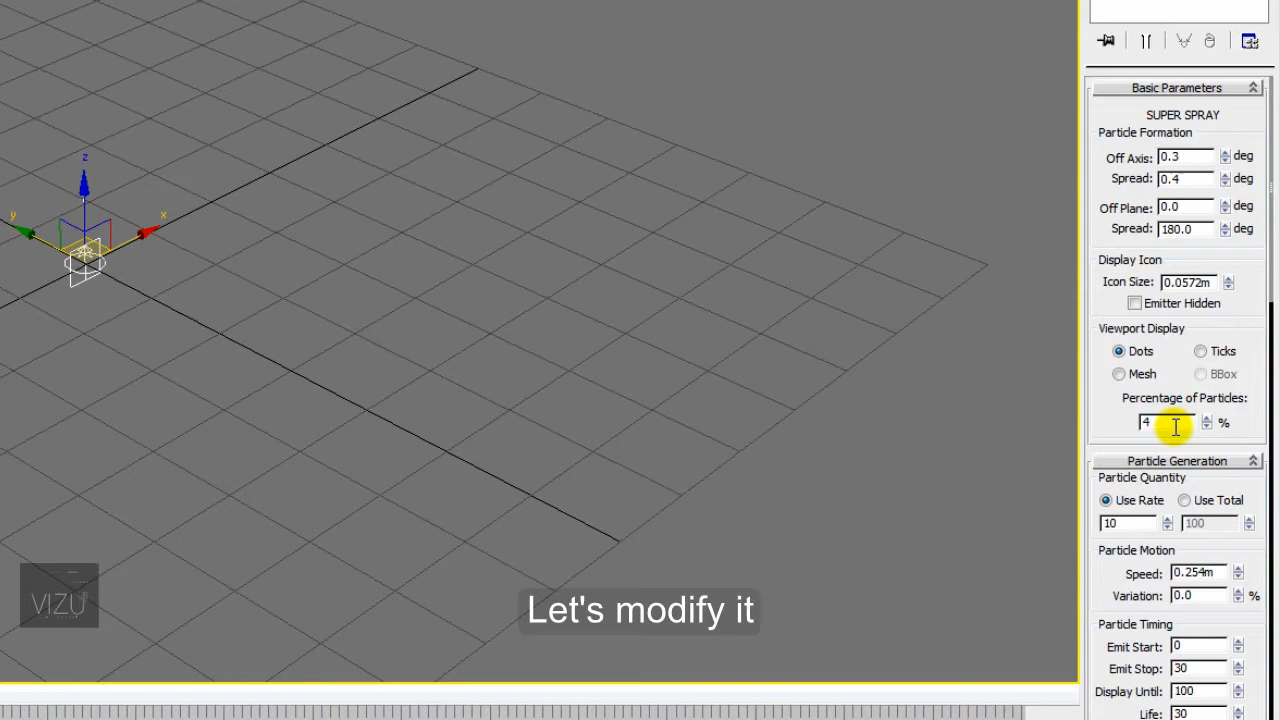 Basic Parameters
SUPER SPRAY
Particle Formation
Off Axis: 0.3 deg
Spread: 0.4 deg
Off Plane: 0.0 deg
Spread: 180.0 deg
Display Icon
Icon Size: 0.0572m
Emitter Hidden
Viewport Display
Dots Ticks
Mesh BBox
Percentage of Particles:
4 %
Particle Generation
Particle Quantity
Use Rate Use Total
10 100
Particle Motion
Speed: 0.254m
Variation: 0.0 %
Particle Timing
Emit Start: 0
Emit Stop: 30
Display Until: 100
Life: 30
z
y x
VIZU
Let's modify it